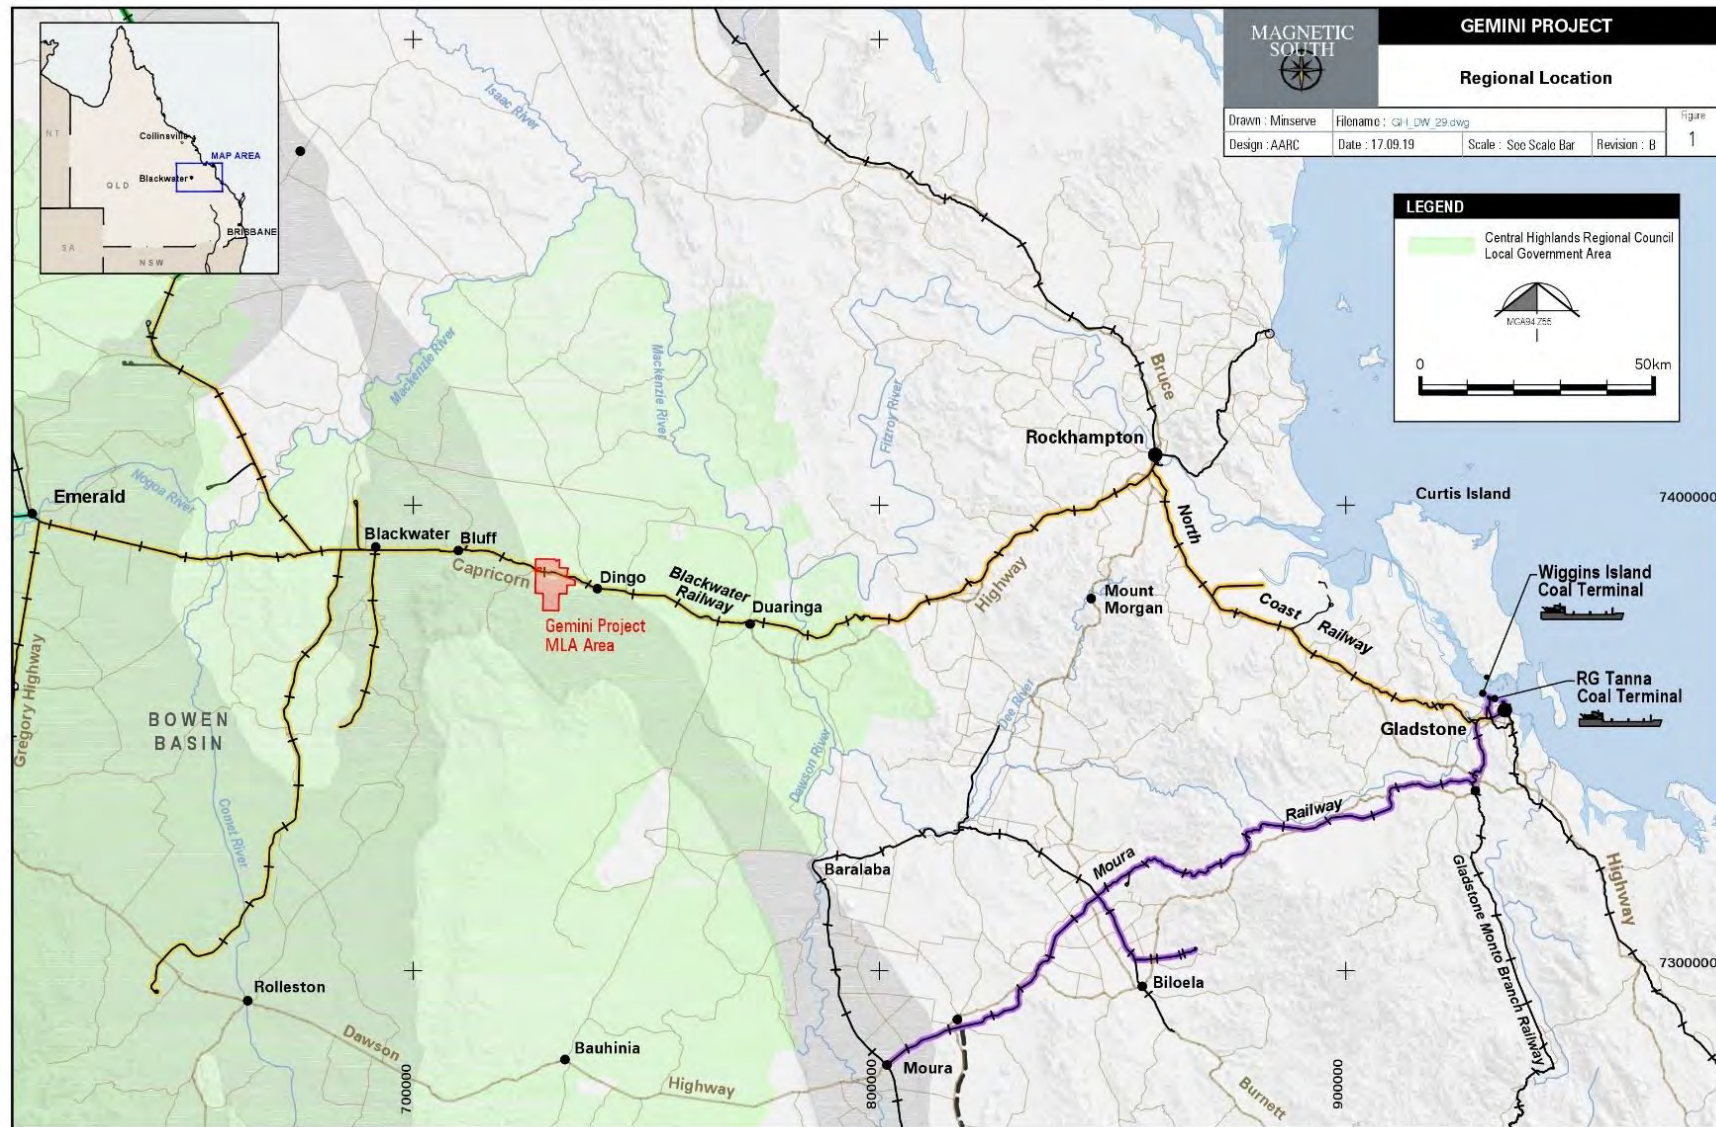 MAGNETIC
SOUTH
GEMINI PROJECT
Regional Location
Drawn : Minserve
Filename : GH_DW_29.dwg
Figure
1
Design : AARC
Date : 17.09.19
Scale : See Scale Bar
Revision : B
Collinsville
MAP AREA
Blackwater
NT
QLD
BRISBANE
SA
NSW
LEGEND
Central Highlands Regional Council
Local Government Area
MGA94 Z55
0
50km
Isaac River
Mackenzie River
Mackenzie River
Fitzroy River
Bruce
Rockhampton
Nogoa River
Emerald
Curtis Island
7400000
North
Blackwater
Bluff
Capricorn
Dingo
Blackwater
Railway
Duaringa
Highway
Mount
Morgan
Coast
Railway
Wiggins Island
Coal Terminal
RG Tanna
Coal Terminal
Gemini Project
MLA Area
Gregory Highway
BOWEN
BASIN
Dee River
Gladstone
Dawson River
Comet River
Railway
Moura
Baralaba
Gladstone Monto Branch Railway
Highway
7300000
Rolleston
Biloela
Dawson
Bauhinia
Highway
Moura
Burnett
700000
800000
900000